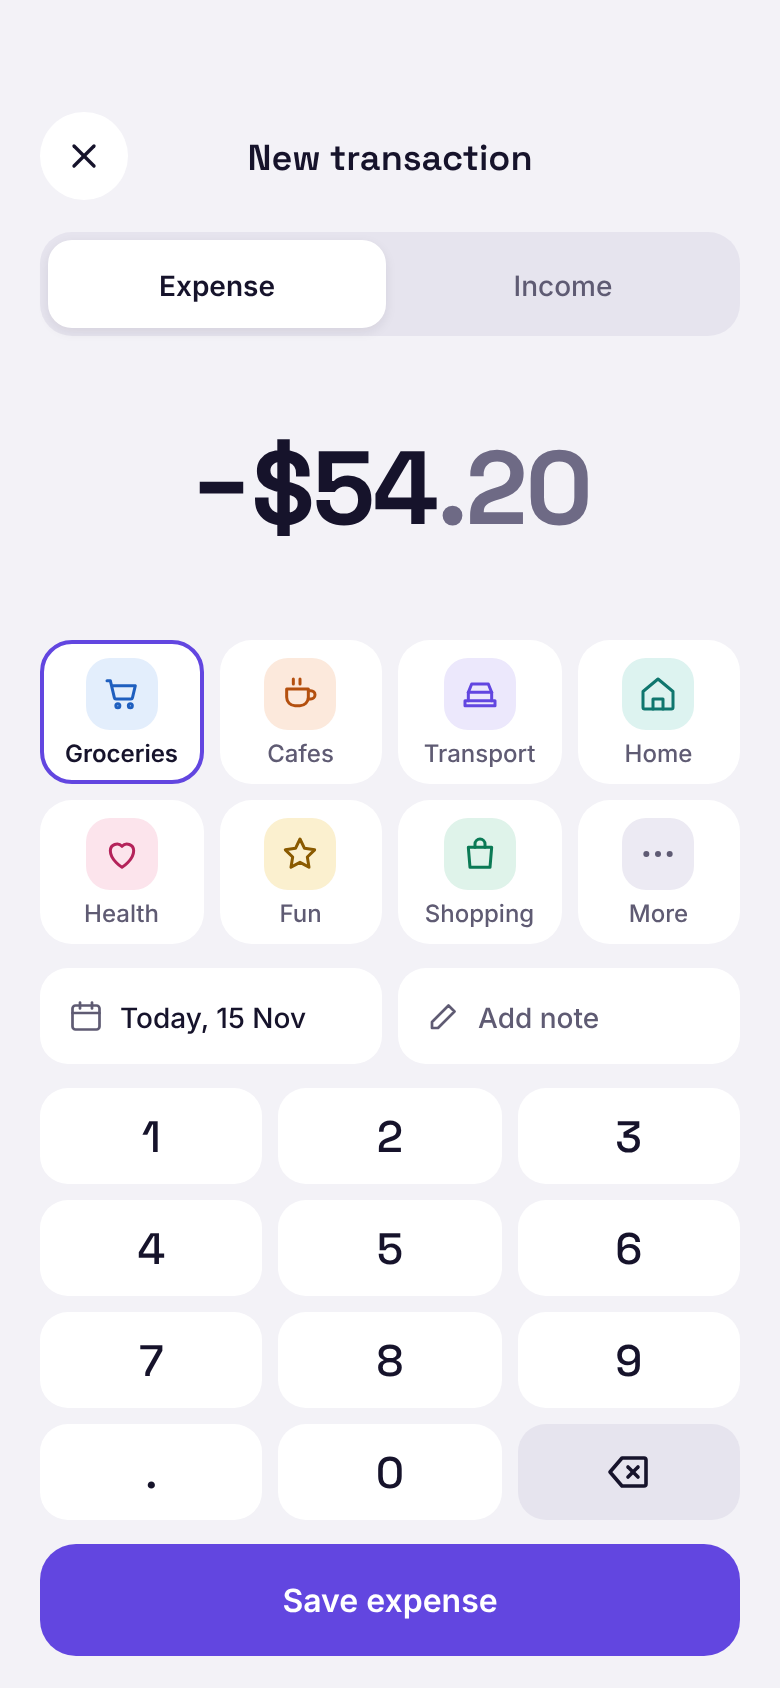 New transaction
Expense Income
−$54.20
Groceries Cafes Transport Home
Health Fun Shopping More
Today, 15 Nov Add note
1 2 3
4 5 6
7 8 9
. 0
Save expense